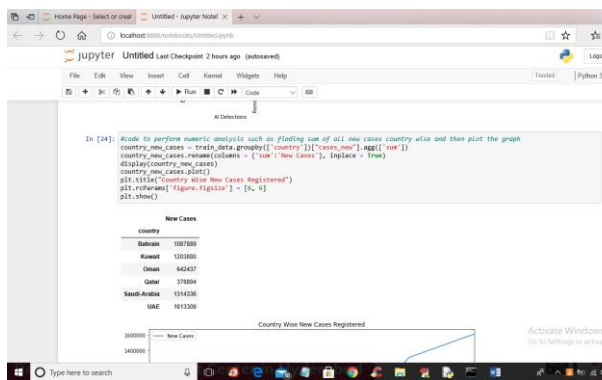 Home Page - Select or creat
Untitled - Jupyter Notel
localhost:8888/notebooks/Untitled.ipynb
jupyter Untitled Last Checkpoint: 2 hours ago (autosaved)
Logo
File Edit View Insert Cell Kernel Widgets Help
Trusted
Python 3
Run
Code
AI Detections
In [24]: #code to perform numeric analysis such as finding sum of all new cases country wise and then plot the graph
country_new_cases = train_data.groupby(['country'])["cases_new"].agg(['sum'])
country_new_cases.rename(columns = {'sum':'New Cases'}, inplace = True)
display(country_new_cases)
country_new_cases.plot()
plt.title("Country Wise New Cases Registered")
plt.rcParams['figure.figsize'] = [6, 6]
plt.show()
New Cases
country
Bahrain 1087889
Kuwait 1203880
Oman 642437
Qatar 378894
Saudi-Arabia 1314336
UAE 1613309
Country Wise New Cases Registered
1600000
New Cases
1400000
Activate Windows
Go to Settings to activ
Type here to search